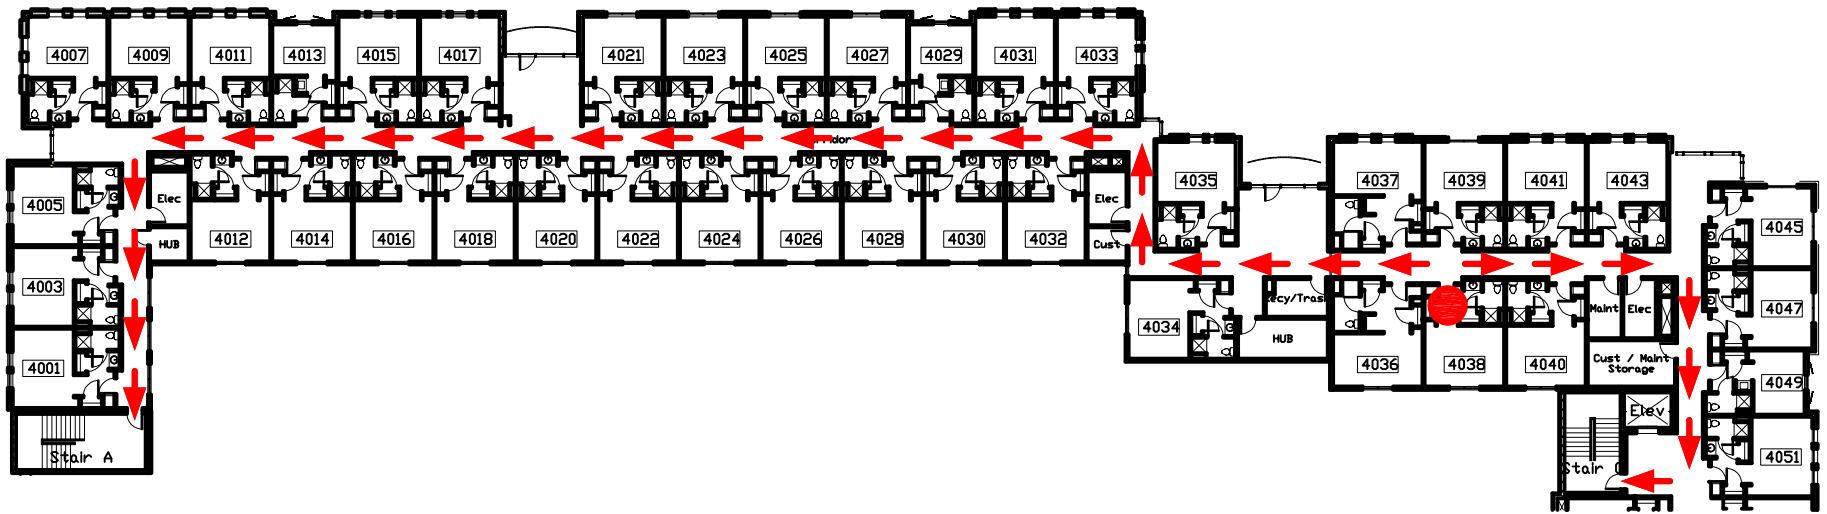 4007 4009 4011 4013 4015 4017 4021 4023 4025 4027 4029 4031 4033
4035 4037 4039 4041 4043
4005 Elec Elec 4045
HUB 4012 4014 4016 4018 4020 4022 4024 4026 4028 4030 4032 Cust
4003 4047
Maint Elec
4034 HUB
4001 4036 4038 4040 Cust / Maint
Storage
4049
Elev
Stair A 4051
Stair